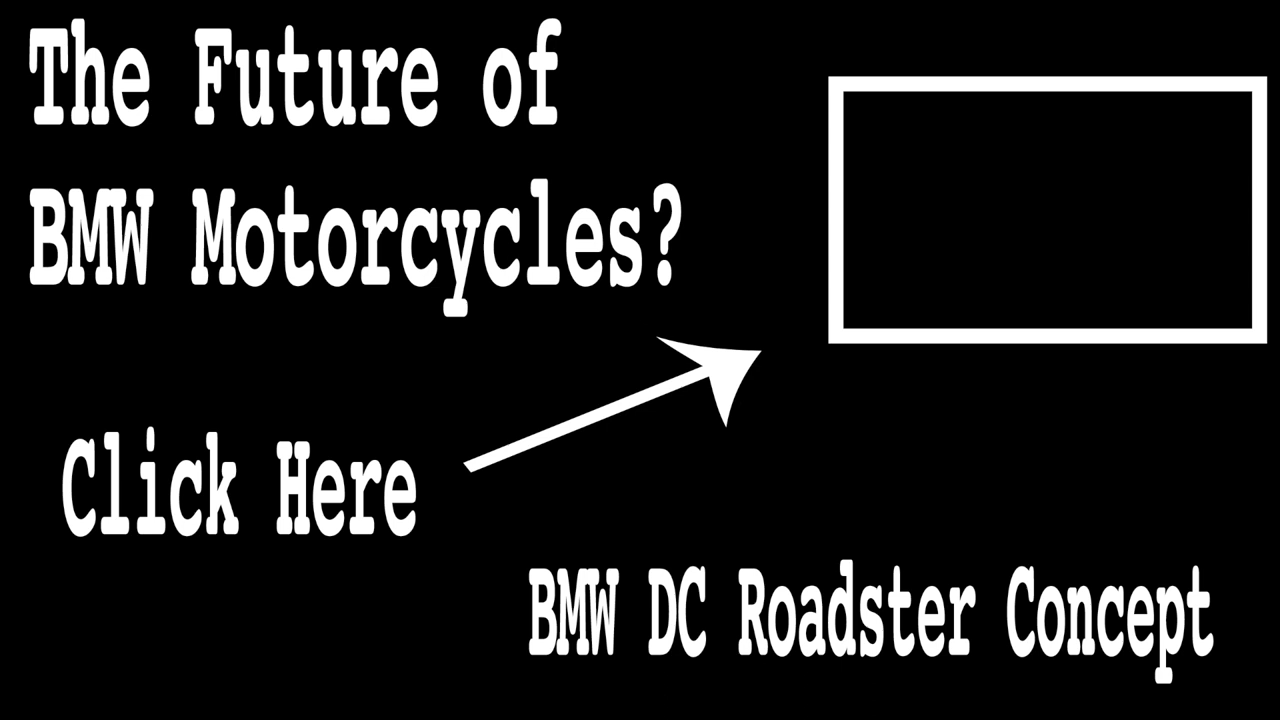 The Future of
BMW Motorcycles?
Click Here
BMW DC Roadster Concept